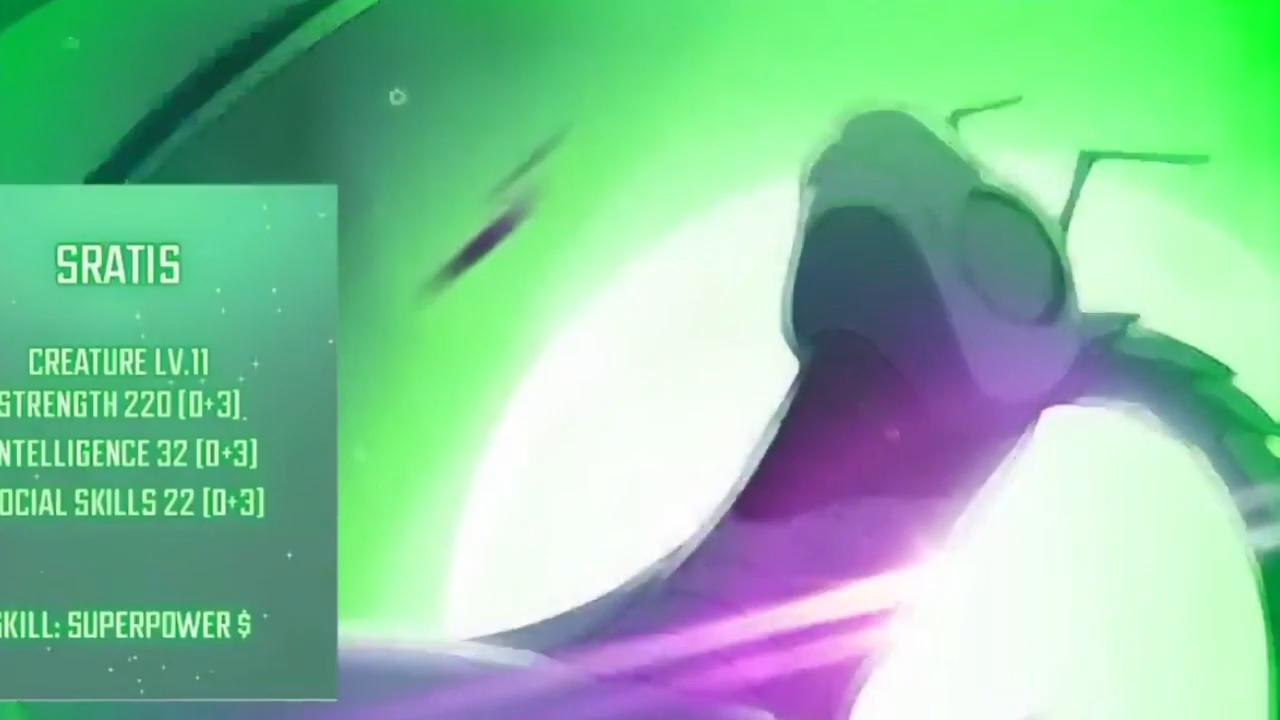 SRATIS
CREATURE LV.11
STRENGTH 220 [0+3]
NTELLIGENCE 32 [0+3]
OCIAL SKILLS 22 [0+3]
SKILL: SUPERPOWER $